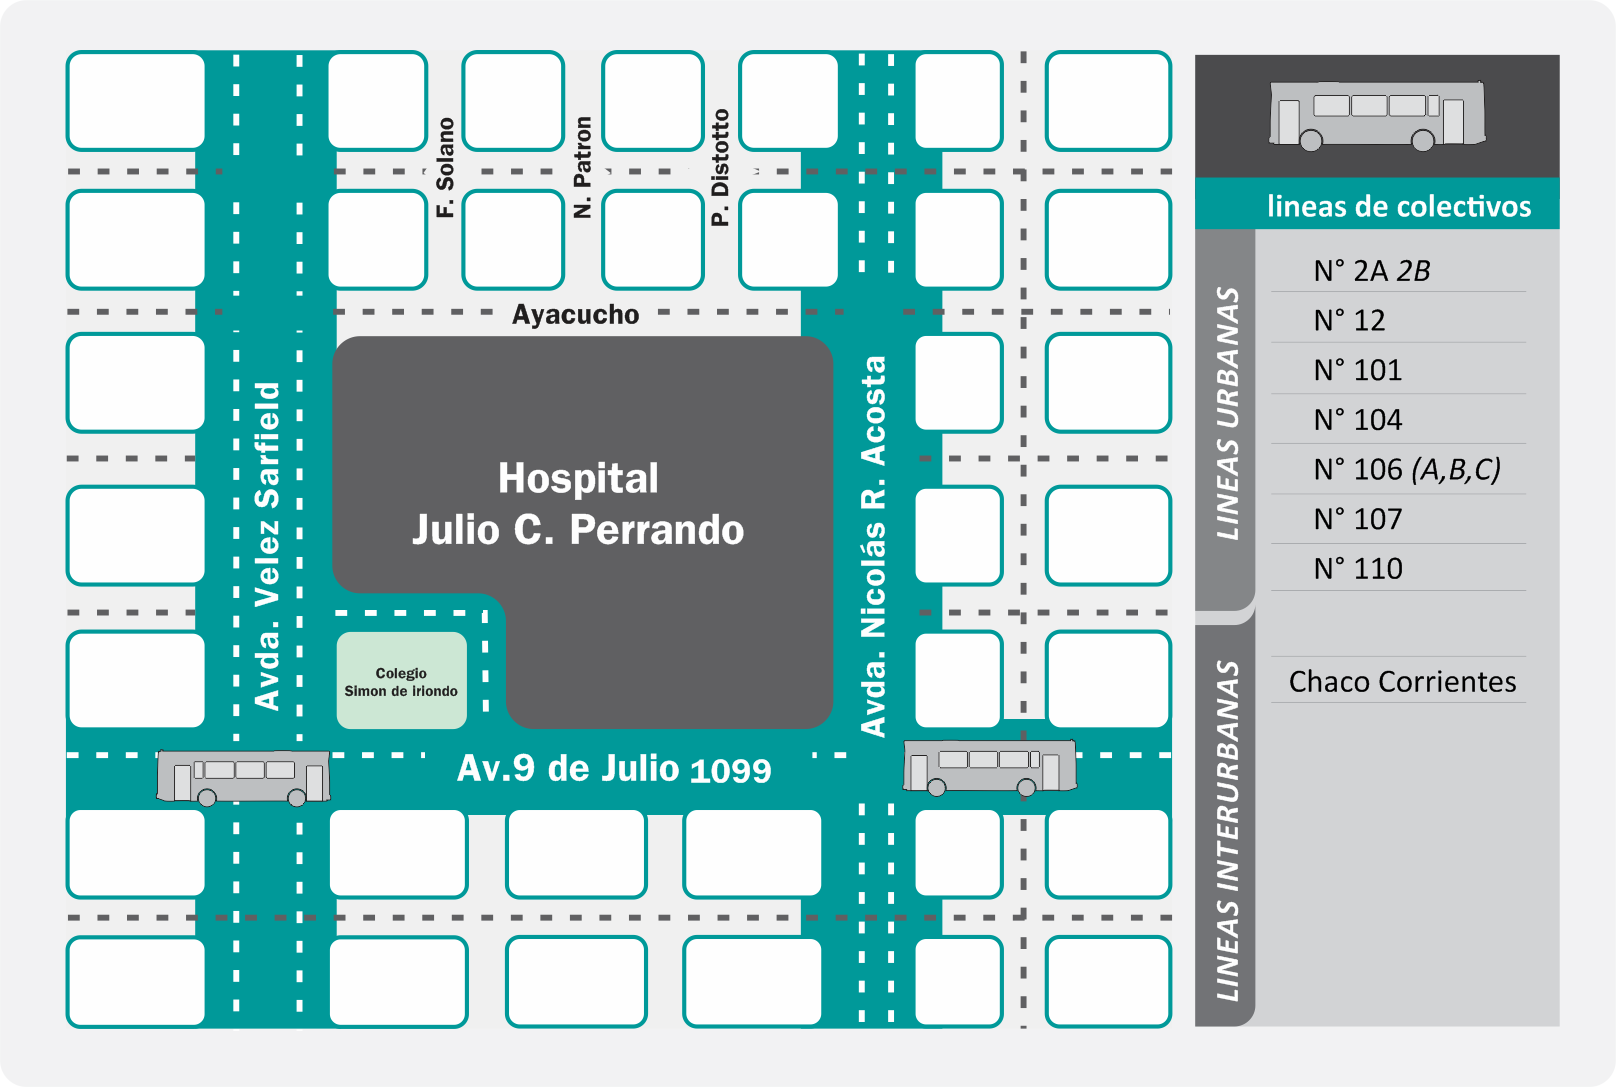 F. Solano
N. Patron
P. Distotto
Ayacucho
Hospital
Julio C. Perrando
Avda. Velez Sarfield
Avda. Nicolás R. Acosta
Colegio
Simon de iriondo
Av.9 de Julio 1099
lineas de colectivos
LINEAS URBANAS
N° 2A 2B
N° 12
N° 101
N° 104
N° 106 (A,B,C)
N° 107
N° 110
LINEAS INTERURBANAS
Chaco Corrientes